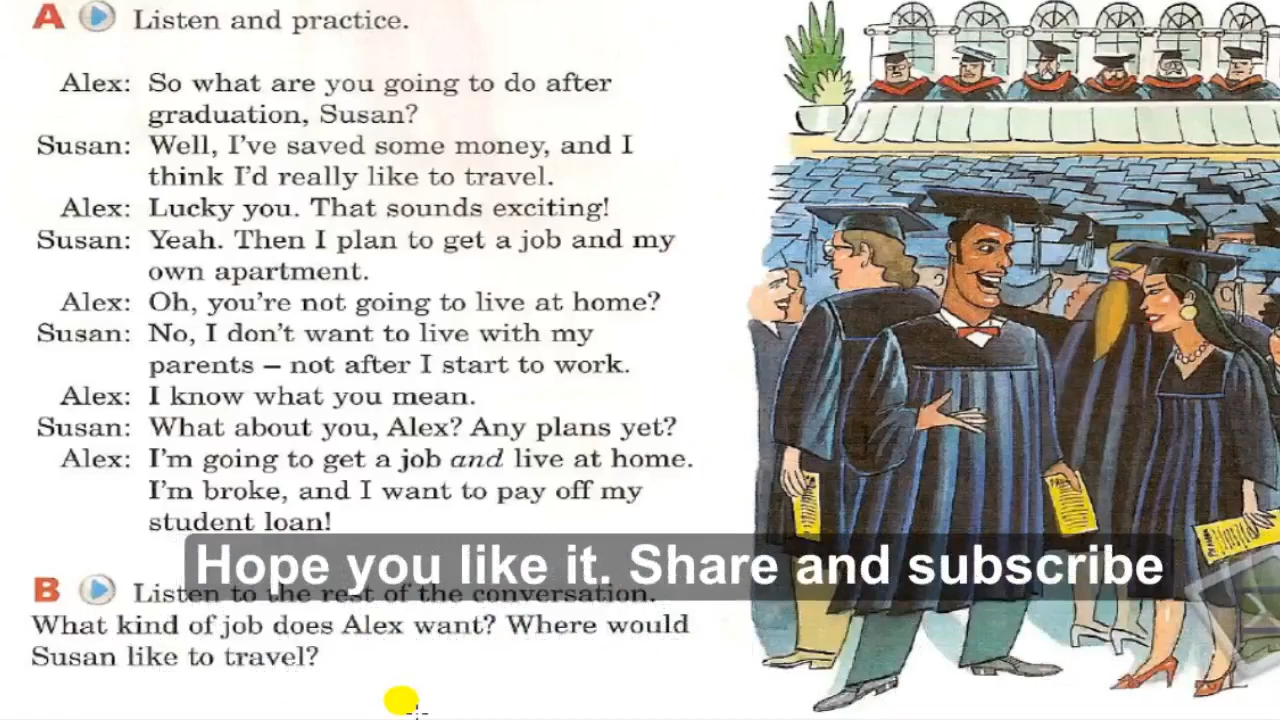 A Listen and practice.
Alex: So what are you going to do after
graduation, Susan?
Susan: Well, I've saved some money, and I
think I'd really like to travel.
Alex: Lucky you. That sounds exciting!
Susan: Yeah. Then I plan to get a job and my
own apartment.
Alex: Oh, you're not going to live at home?
Susan: No, I don't want to live with my
parents – not after I start to work.
Alex: I know what you mean.
Susan: What about you, Alex? Any plans yet?
Alex: I'm going to get a job and live at home.
I'm broke, and I want to pay off my
student loan!
Hope you like it. Share and subscribe
B Listen to the rest of the conversation.
What kind of job does Alex want? Where would
Susan like to travel?